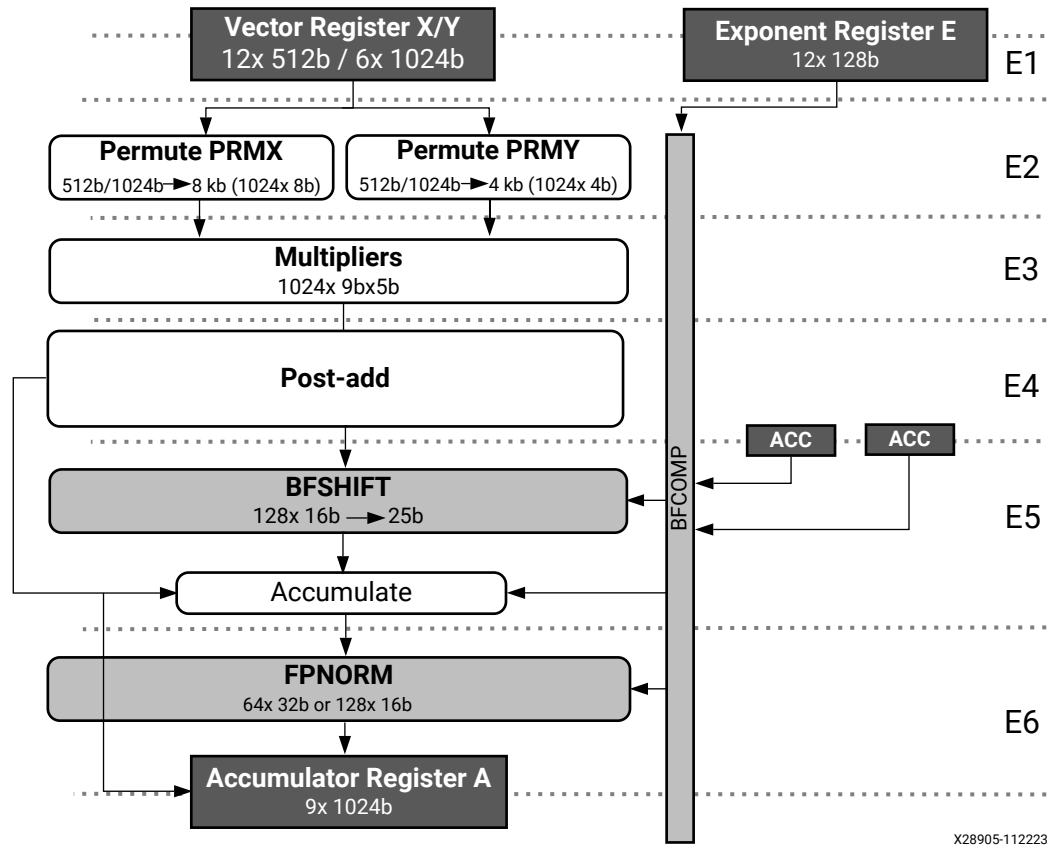 Vector Register X/Y
12x 512b / 6x 1024b
Exponent Register E
12x 128b
E1
Permute PRMX
512b/1024b 8 kb (1024x 8b)
Permute PRMY
512b/1024b 4 kb (1024x 4b)
E2
Multipliers
1024x 9bx5b
E3
Post-add
E4
ACC
ACC
BFCOMP
BFSHIFT
128x 16b 25b
E5
Accumulate
FPNORM
64x 32b or 128x 16b
E6
Accumulator Register A
9x 1024b
X28905-112223